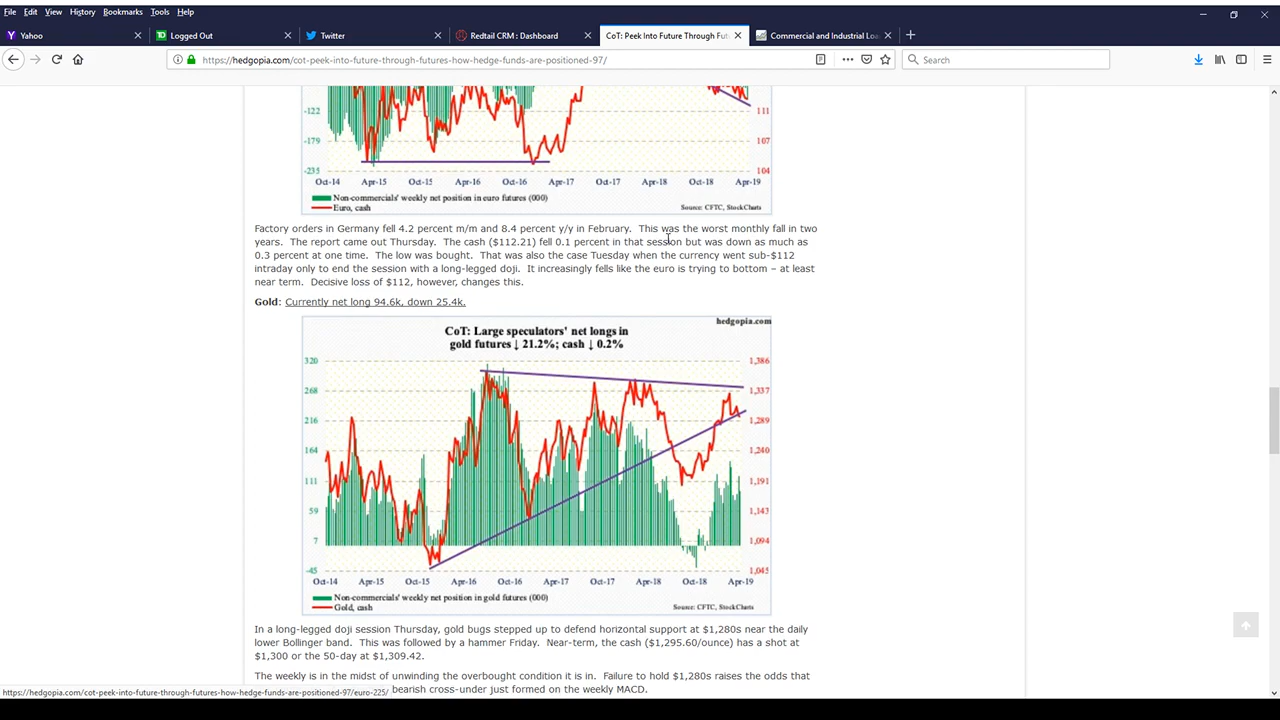 File Edit View History Bookmarks Tools Help
Yahoo
Logged Out
Twitter
Redtail CRM : Dashboard
CoT: Peek Into Future Through Fut
Commercial and Industrial Loa
https://hedgopia.com/cot-peek-into-future-through-futures-how-hedge-funds-are-positioned-97/
Search
-122 111
-179 107
-235 104
Oct-14 Apr-15 Oct-15 Apr-16 Oct-16 Apr-17 Oct-17 Apr-18 Oct-18 Apr-19
Non-commercials' weekly net position in euro futures (000)
Euro, cash
Source: CFTC, StockCharts
Factory orders in Germany fell 4.2 percent m/m and 8.4 percent y/y in February. This was the worst monthly fall in two
years. The report came out Thursday. The cash ($112.21) fell 0.1 percent in that session but was down as much as
0.3 percent at one time. The low was bought. That was also the case Tuesday when the currency went sub-$112
intraday only to end the session with a long-legged doji. It increasingly fells like the euro is trying to bottom – at least
near term. Decisive loss of $112, however, changes this.
Gold: Currently net long 94.6k, down 25.4k.
hedgopia.com
CoT: Large speculators' net longs in
gold futures ↓ 21.2%; cash ↓ 0.2%
320 1,386
268 1,337
216 1,289
164 1,240
111 1,191
59 1,143
7 1,094
-45 1,045
Oct-14 Apr-15 Oct-15 Apr-16 Oct-16 Apr-17 Oct-17 Apr-18 Oct-18 Apr-19
Non-commercials' weekly net position in gold futures (000)
Gold, cash
Source: CFTC, StockCharts
In a long-legged doji session Thursday, gold bugs stepped up to defend horizontal support at $1,280s near the daily
lower Bollinger band. This was followed by a hammer Friday. Near-term, the cash ($1,295.60/ounce) has a shot at
$1,300 or the 50-day at $1,309.42.
The weekly is in the midst of unwinding the overbought condition it is in. Failure to hold $1,280s raises the odds that
bearish cross-under just formed on the weekly MACD.
https://hedgopia.com/cot-peek-into-future-through-futures-how-hedge-funds-are-positioned-97/euro-225/